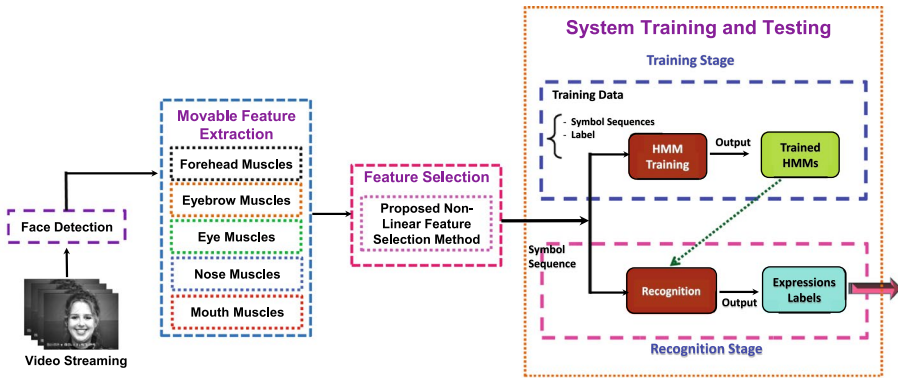 System Training and Testing
Training Stage
Training Data
- Symbol Sequences
- Label
HMM
Training
Output
Trained
HMMs
Movable Feature
Extraction
Forehead Muscles
Eyebrow Muscles
Eye Muscles
Nose Muscles
Mouth Muscles
Feature Selection
Proposed Non-
Linear Feature
Selection Method
Face Detection
Video Streaming
Symbol
Sequence
Recognition
Output
Expressions
Labels
Recognition Stage